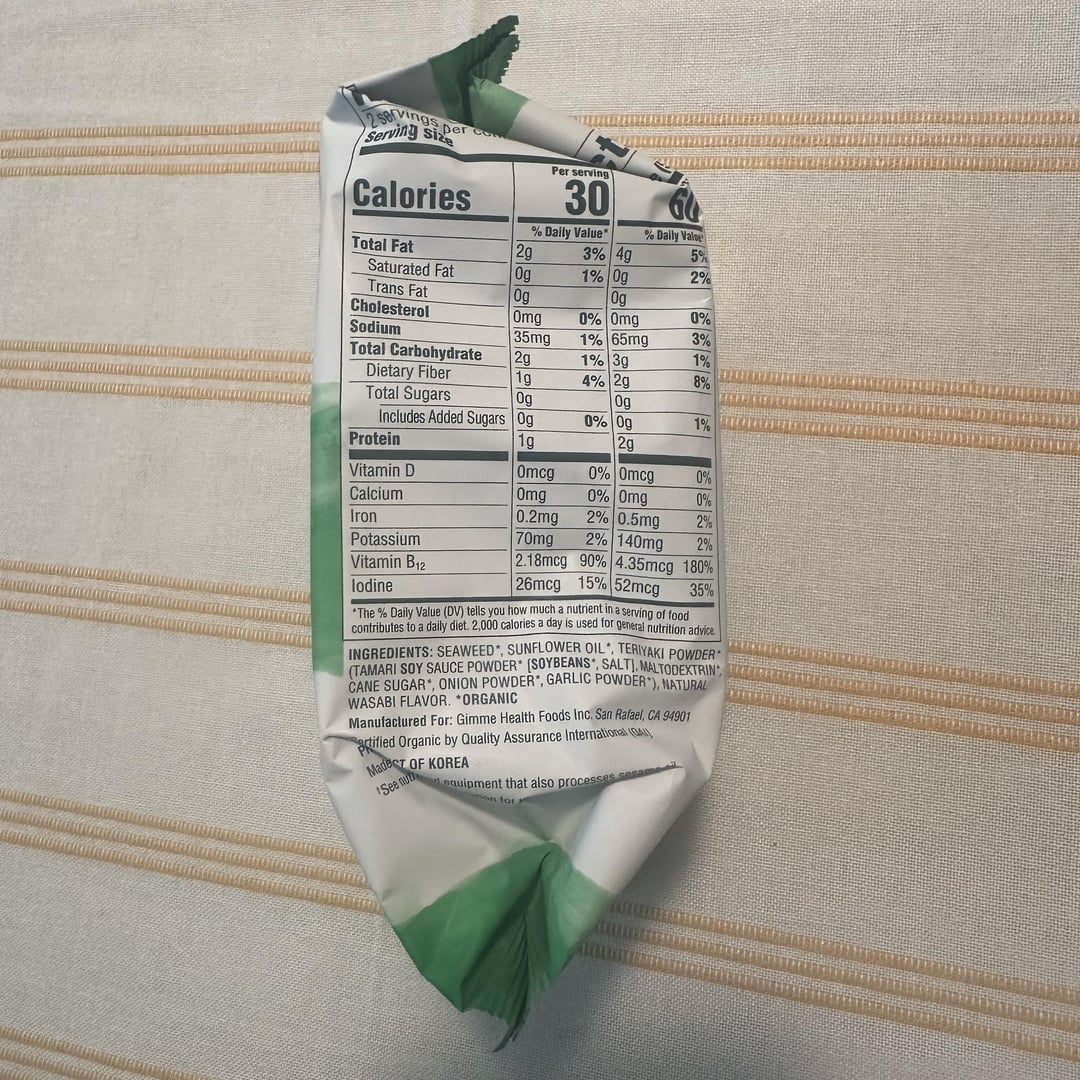 2 servings per
Serving size
Per serving
Calories 30 60
% Daily Value* % Daily Value*
Total Fat 2g 3% 4g 5%
Saturated Fat 0g 1% 0g 2%
Trans Fat 0g 0g
Cholesterol 0mg 0% 0mg 0%
Sodium 35mg 1% 65mg 3%
Total Carbohydrate 2g 1% 3g 1%
Dietary Fiber 1g 4% 2g 8%
Total Sugars 0g 0g
Includes Added Sugars 0g 0% 0g 1%
Protein 1g 2g
Vitamin D 0mcg 0% 0mcg 0%
Calcium 0mg 0% 0mg 0%
Iron 0.2mg 2% 0.5mg 2%
Potassium 70mg 2% 140mg 2%
Vitamin B12 2.18mcg 90% 4.35mcg 180%
Iodine 26mcg 15% 52mcg 35%
*The % Daily Value (DV) tells you how much a nutrient in a serving of food
contributes to a daily diet. 2,000 calories a day is used for general nutrition advice.
INGREDIENTS: SEAWEED*, SUNFLOWER OIL*, TERIYAKI POWDER*
(TAMARI SOY SAUCE POWDER* [SOYBEANS*, SALT], MALTODEXTRIN*,
CANE SUGAR*, ONION POWDER*, GARLIC POWDER*), NATURAL
WASABI FLAVOR. *ORGANIC
Manufactured For: Gimme Health Foods Inc. San Rafael, CA 94901
Certified Organic by Quality Assurance International (QAI)
OF KOREA
Made equipment that also processes sesame
See for